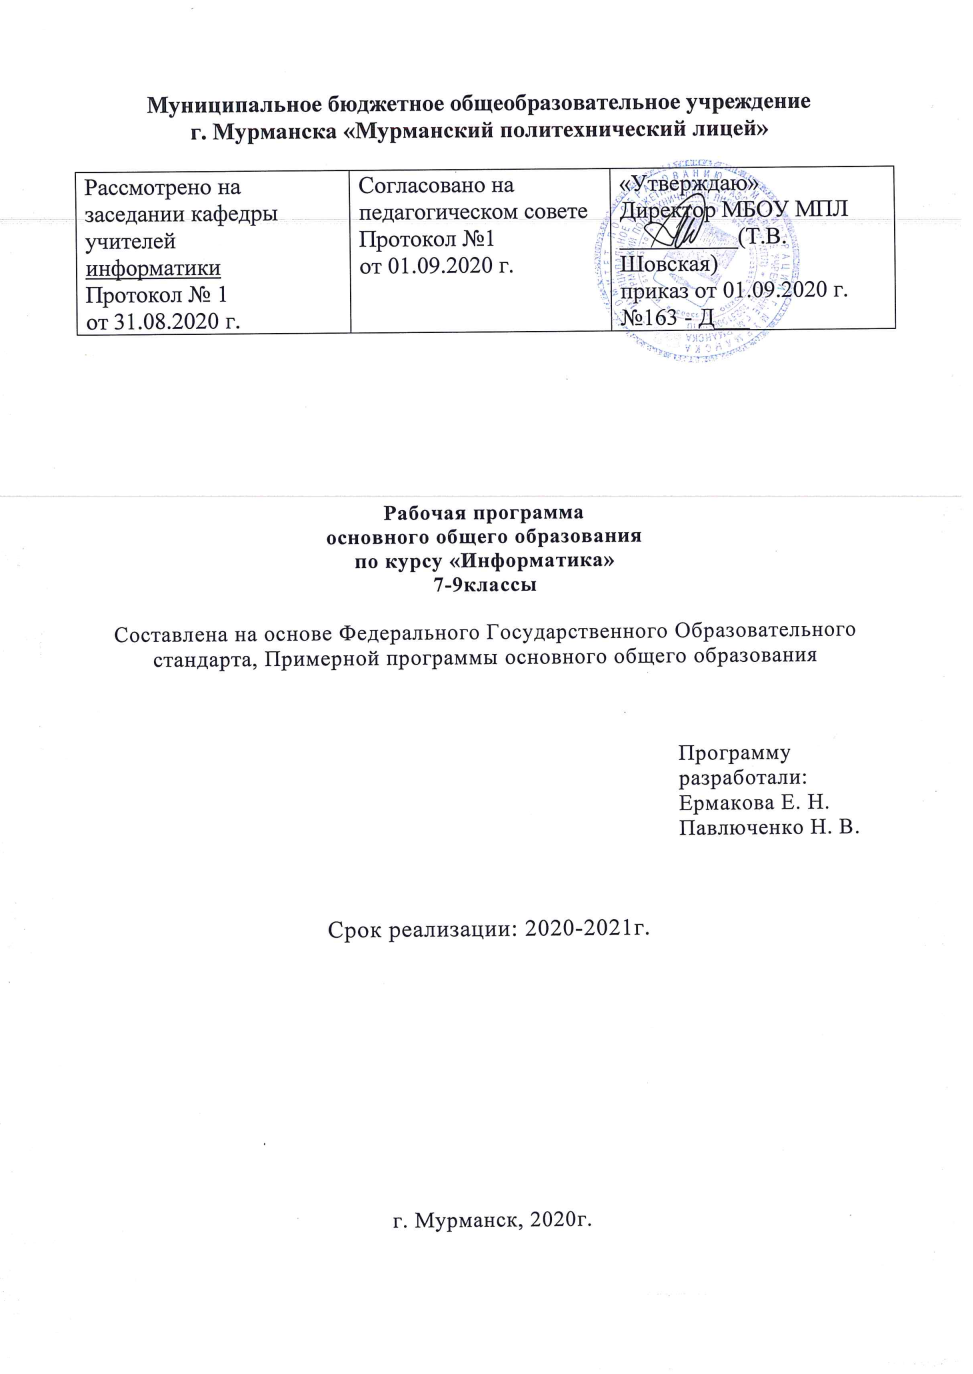 Муниципальное бюджетное общеобразовательное учреждение
г. Мурманска «Мурманский политехнический лицей»
Рассмотрено на
заседании кафедры
учителей
информатики
Протокол № 1
от 31.08.2020 г.
Согласовано на
педагогическом совете
Протокол №1
от 01.09.2020 г.
«Утверждаю»
Директор МБОУ МПЛ
__________(Т.В.
Шовская)
приказ от 01.09.2020 г.
№163 - Д___
Рабочая программа
основного общего образования
по курсу «Информатика»
7-9классы
Составлена на основе Федерального Государственного Образовательного
стандарта, Примерной программы основного общего образования
Программу
разработали:
Ермакова Е. Н.
Павлюченко Н. В.
Срок реализации: 2020-2021г.
г. Мурманск, 2020г.